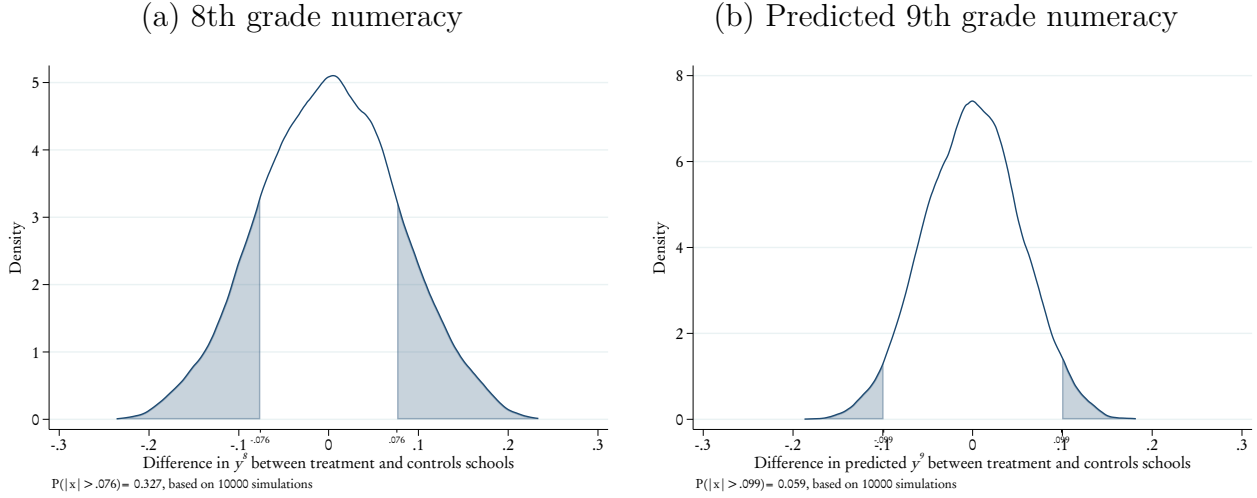 (a) 8th grade numeracy
5
4
3
2
1
0
Density
-.3 -.2 -.1 -.076 0 .076 .1 .2 .3
Difference in y⁸ between treatment and controls schools
P(|x| > .076)= 0.327, based on 10000 simulations
(b) Predicted 9th grade numeracy
8
6
4
2
0
Density
-.3 -.2 -.1 -.099 0 .1 .099 .2 .3
Difference in predicted y⁹ between treatment and controls schools
P(|x| > .099)= 0.059, based on 10000 simulations